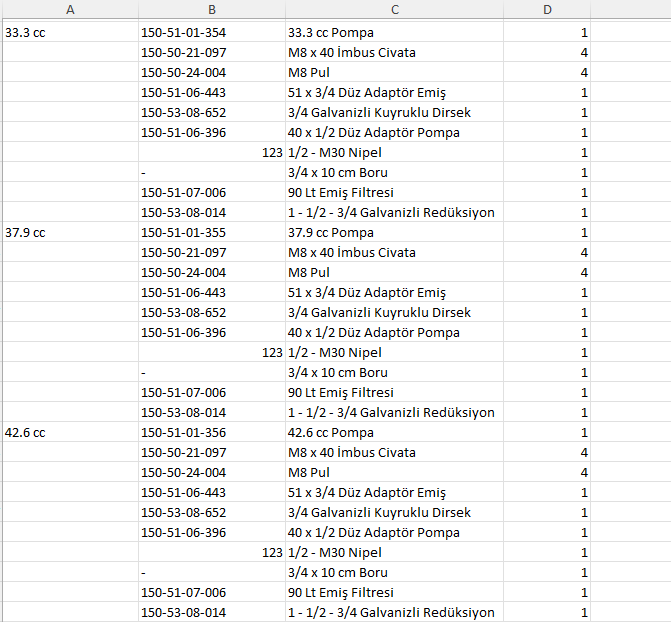 A B C D
33.3 cc 150-51-01-354 33.3 cc Pompa 1
150-50-21-097 M8 x 40 İmbus Civata 4
150-50-24-004 M8 Pul 4
150-51-06-443 51 x 3/4 Düz Adaptör Emiş 1
150-53-08-652 3/4 Galvanizli Kuyruklu Dirsek 1
150-51-06-396 40 x 1/2 Düz Adaptör Pompa 1
123 1/2 - M30 Nipel 1
- 3/4 x 10 cm Boru 1
150-51-07-006 90 Lt Emiş Filtresi 1
150-53-08-014 1 - 1/2 - 3/4 Galvanizli Redüksiyon 1
37.9 cc 150-51-01-355 37.9 cc Pompa 1
150-50-21-097 M8 x 40 İmbus Civata 4
150-50-24-004 M8 Pul 4
150-51-06-443 51 x 3/4 Düz Adaptör Emiş 1
150-53-08-652 3/4 Galvanizli Kuyruklu Dirsek 1
150-51-06-396 40 x 1/2 Düz Adaptör Pompa 1
123 1/2 - M30 Nipel 1
- 3/4 x 10 cm Boru 1
150-51-07-006 90 Lt Emiş Filtresi 1
150-53-08-014 1 - 1/2 - 3/4 Galvanizli Redüksiyon 1
42.6 cc 150-51-01-356 42.6 cc Pompa 1
150-50-21-097 M8 x 40 İmbus Civata 4
150-50-24-004 M8 Pul 4
150-51-06-443 51 x 3/4 Düz Adaptör Emiş 1
150-53-08-652 3/4 Galvanizli Kuyruklu Dirsek 1
150-51-06-396 40 x 1/2 Düz Adaptör Pompa 1
123 1/2 - M30 Nipel 1
- 3/4 x 10 cm Boru 1
150-51-07-006 90 Lt Emiş Filtresi 1
150-53-08-014 1 - 1/2 - 3/4 Galvanizli Redüksiyon 1